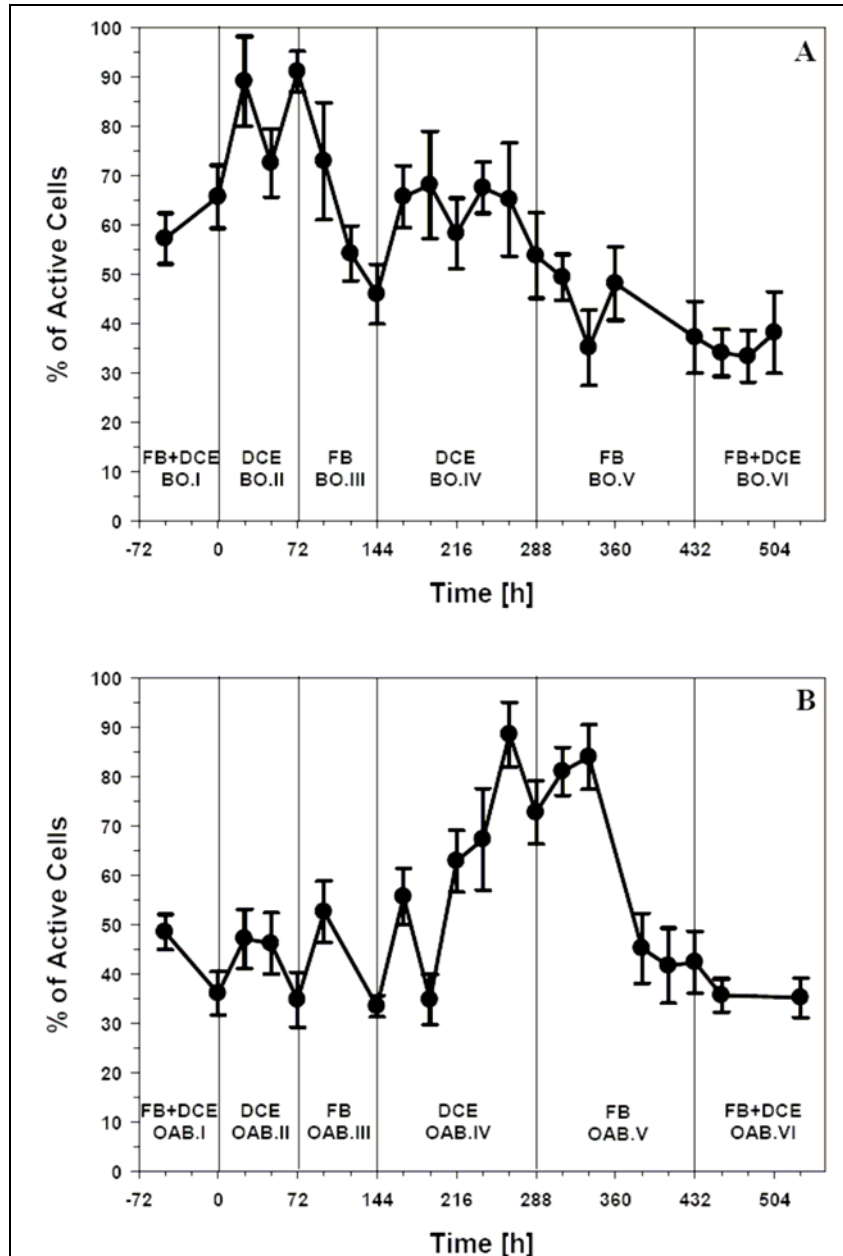 A
% of Active Cells
100
90
80
70
60
50
40
30
20
10
0
FB+DCE DCE FB DCE FB FB+DCE
BO.I BO.II BO.III BO.IV BO.V BO.VI
-72 0 72 144 216 288 360 432 504
Time [h]
B
% of Active Cells
100
90
80
70
60
50
40
30
20
10
0
FB+DCE DCE FB DCE FB FB+DCE
OAB.I OAB.II OAB.III OAB.IV OAB.V OAB.VI
-72 0 72 144 216 288 360 432 504
Time [h]